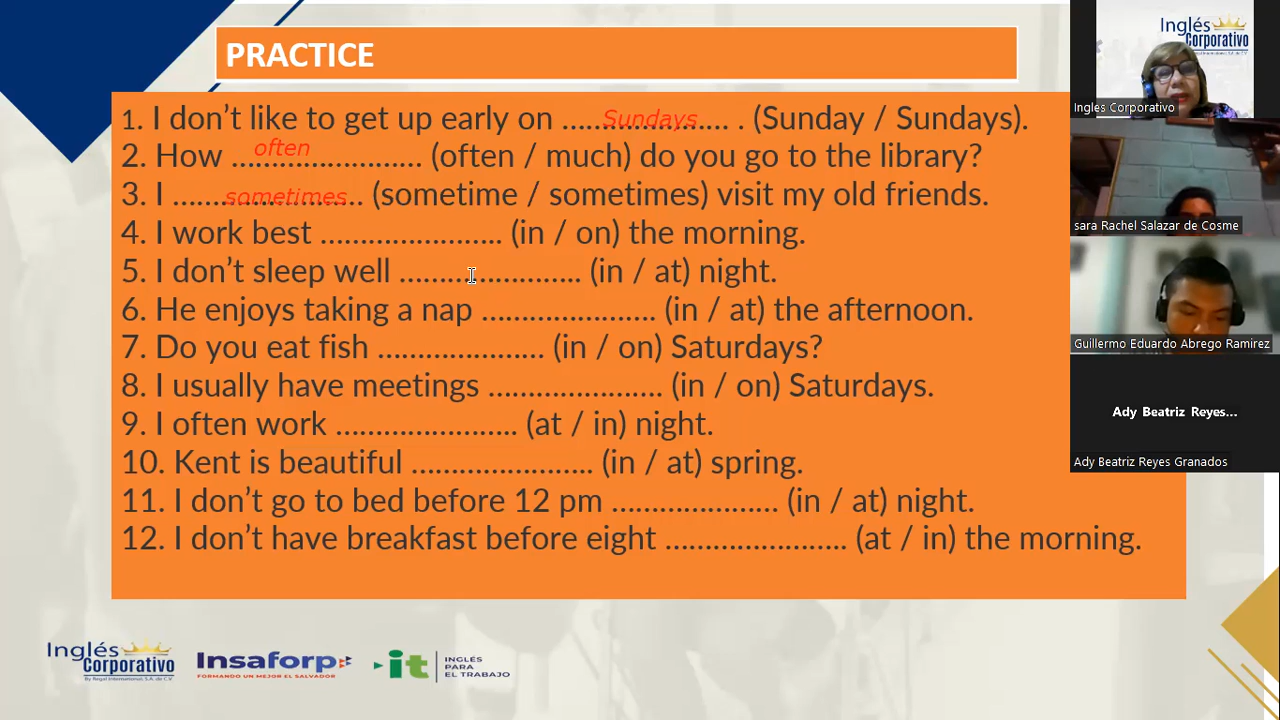 PRACTICE
1. I don't like to get up early on ......Sundays...... . (Sunday / Sundays).
2. How ...often................. (often / much) do you go to the library?
3. I .......sometimes........ (sometime / sometimes) visit my old friends.
4. I work best ....................... (in / on) the morning.
5. I don't sleep well ....................... (in / at) night.
6. He enjoys taking a nap ...................... (in / at) the afternoon.
7. Do you eat fish ..................... (in / on) Saturdays?
8. I usually have meetings ...................... (in / on) Saturdays.
9. I often work ....................... (at / in) night.
10. Kent is beautiful ....................... (in / at) spring.
11. I don't go to bed before 12 pm ..................... (in / at) night.
12. I don't have breakfast before eight ....................... (at / in) the morning.
Inglés
Corporativo
Ingles Corporativo
sara Rachel Salazar de Cosme
Guillermo Eduardo Abrego Ramirez
Ady Beatriz Reyes...
Ady Beatriz Reyes Granados
Inglés
Corporativo
By Regal International, S.A. de C.V.
Insaforp
FORMANDO UN MEJOR EL SALVADOR
it
INGLÉS
PARA
EL TRABAJO